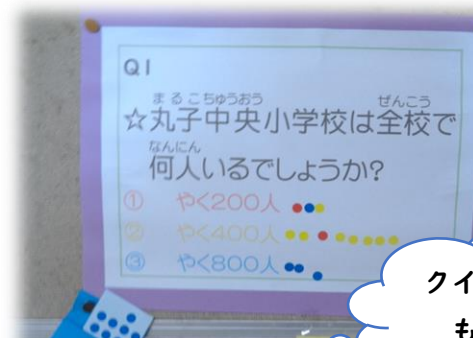 Q1
まるこちゅうおう ぜんこう
☆丸子中央小学校は全校で
なんにん
何人いるでしょうか?
① やく200人
② やく400人
③ やく800人
クイ
も